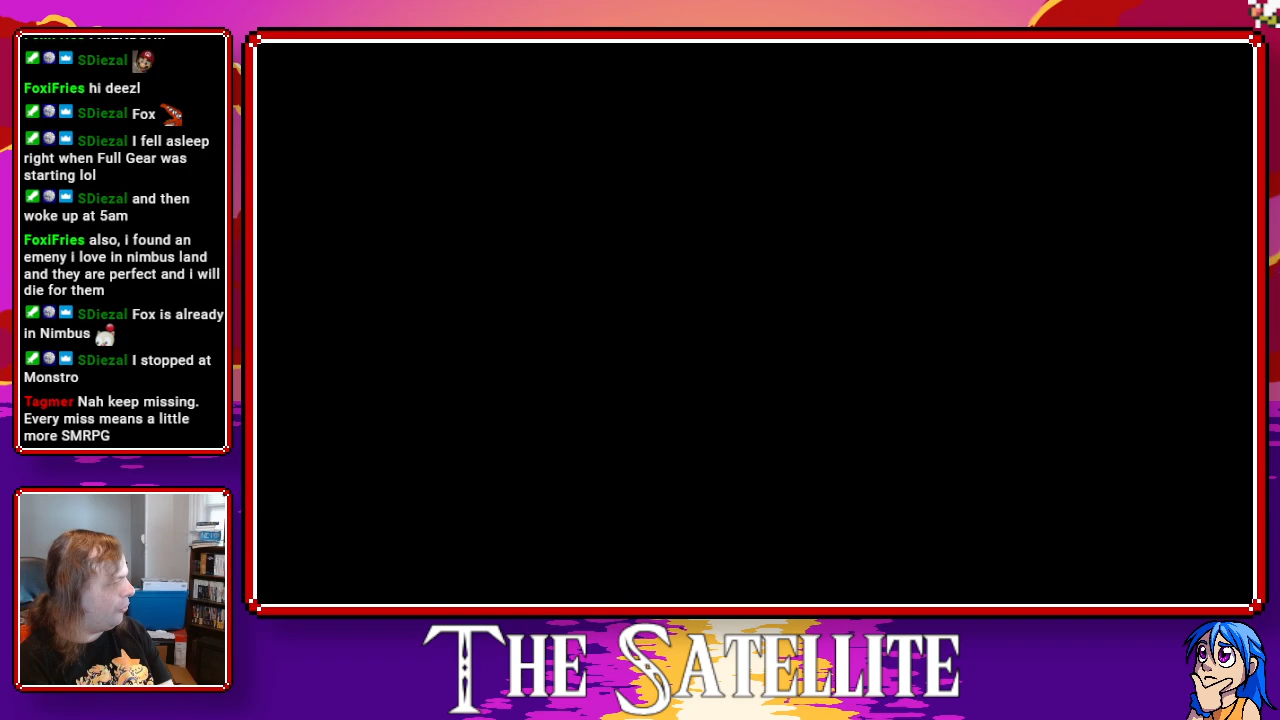 SDiezal
FoxiFries hi deezl
SDiezal Fox
SDiezal I fell asleep
right when Full Gear was
starting lol
SDiezal and then
woke up at 5am
FoxiFries also, i found an
emeny i love in nimbus land
and they are perfect and i will
die for them
SDiezal Fox is already
in Nimbus
SDiezal I stopped at
Monstro
Tagmer Nah keep missing.
Every miss means a little
more SMRPG
The Satellite